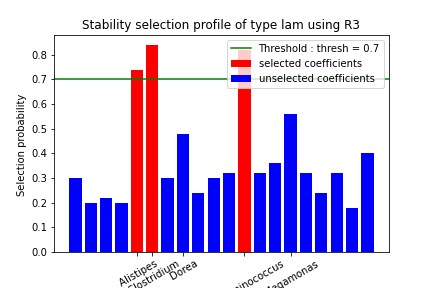 Stability selection profile of type lam using R3
Threshold : thresh = 0.7
selected coefficients
unselected coefficients
Selection probability
0.8
0.7
0.6
0.5
0.4
0.3
0.2
0.1
0.0
Alistipes
Clostridium
Dorea